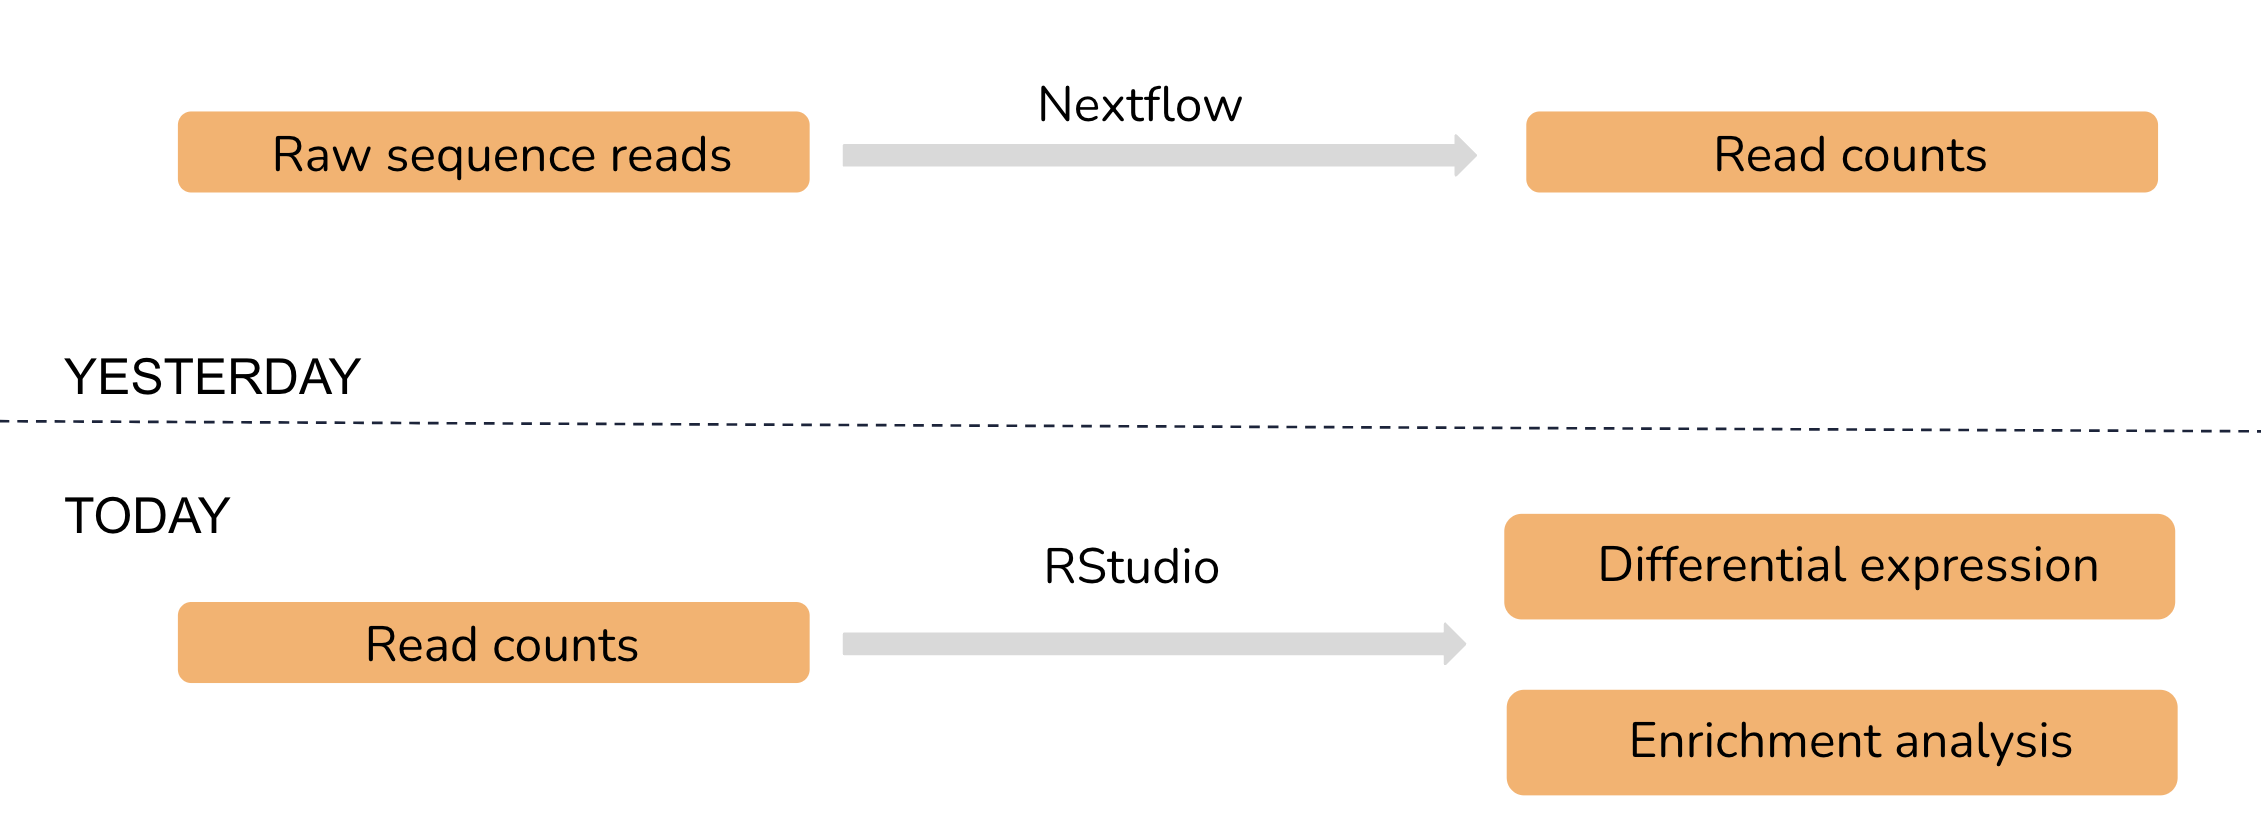 Nextflow
Raw sequence reads
Read counts
YESTERDAY
TODAY
RStudio
Read counts
Differential expression
Enrichment analysis